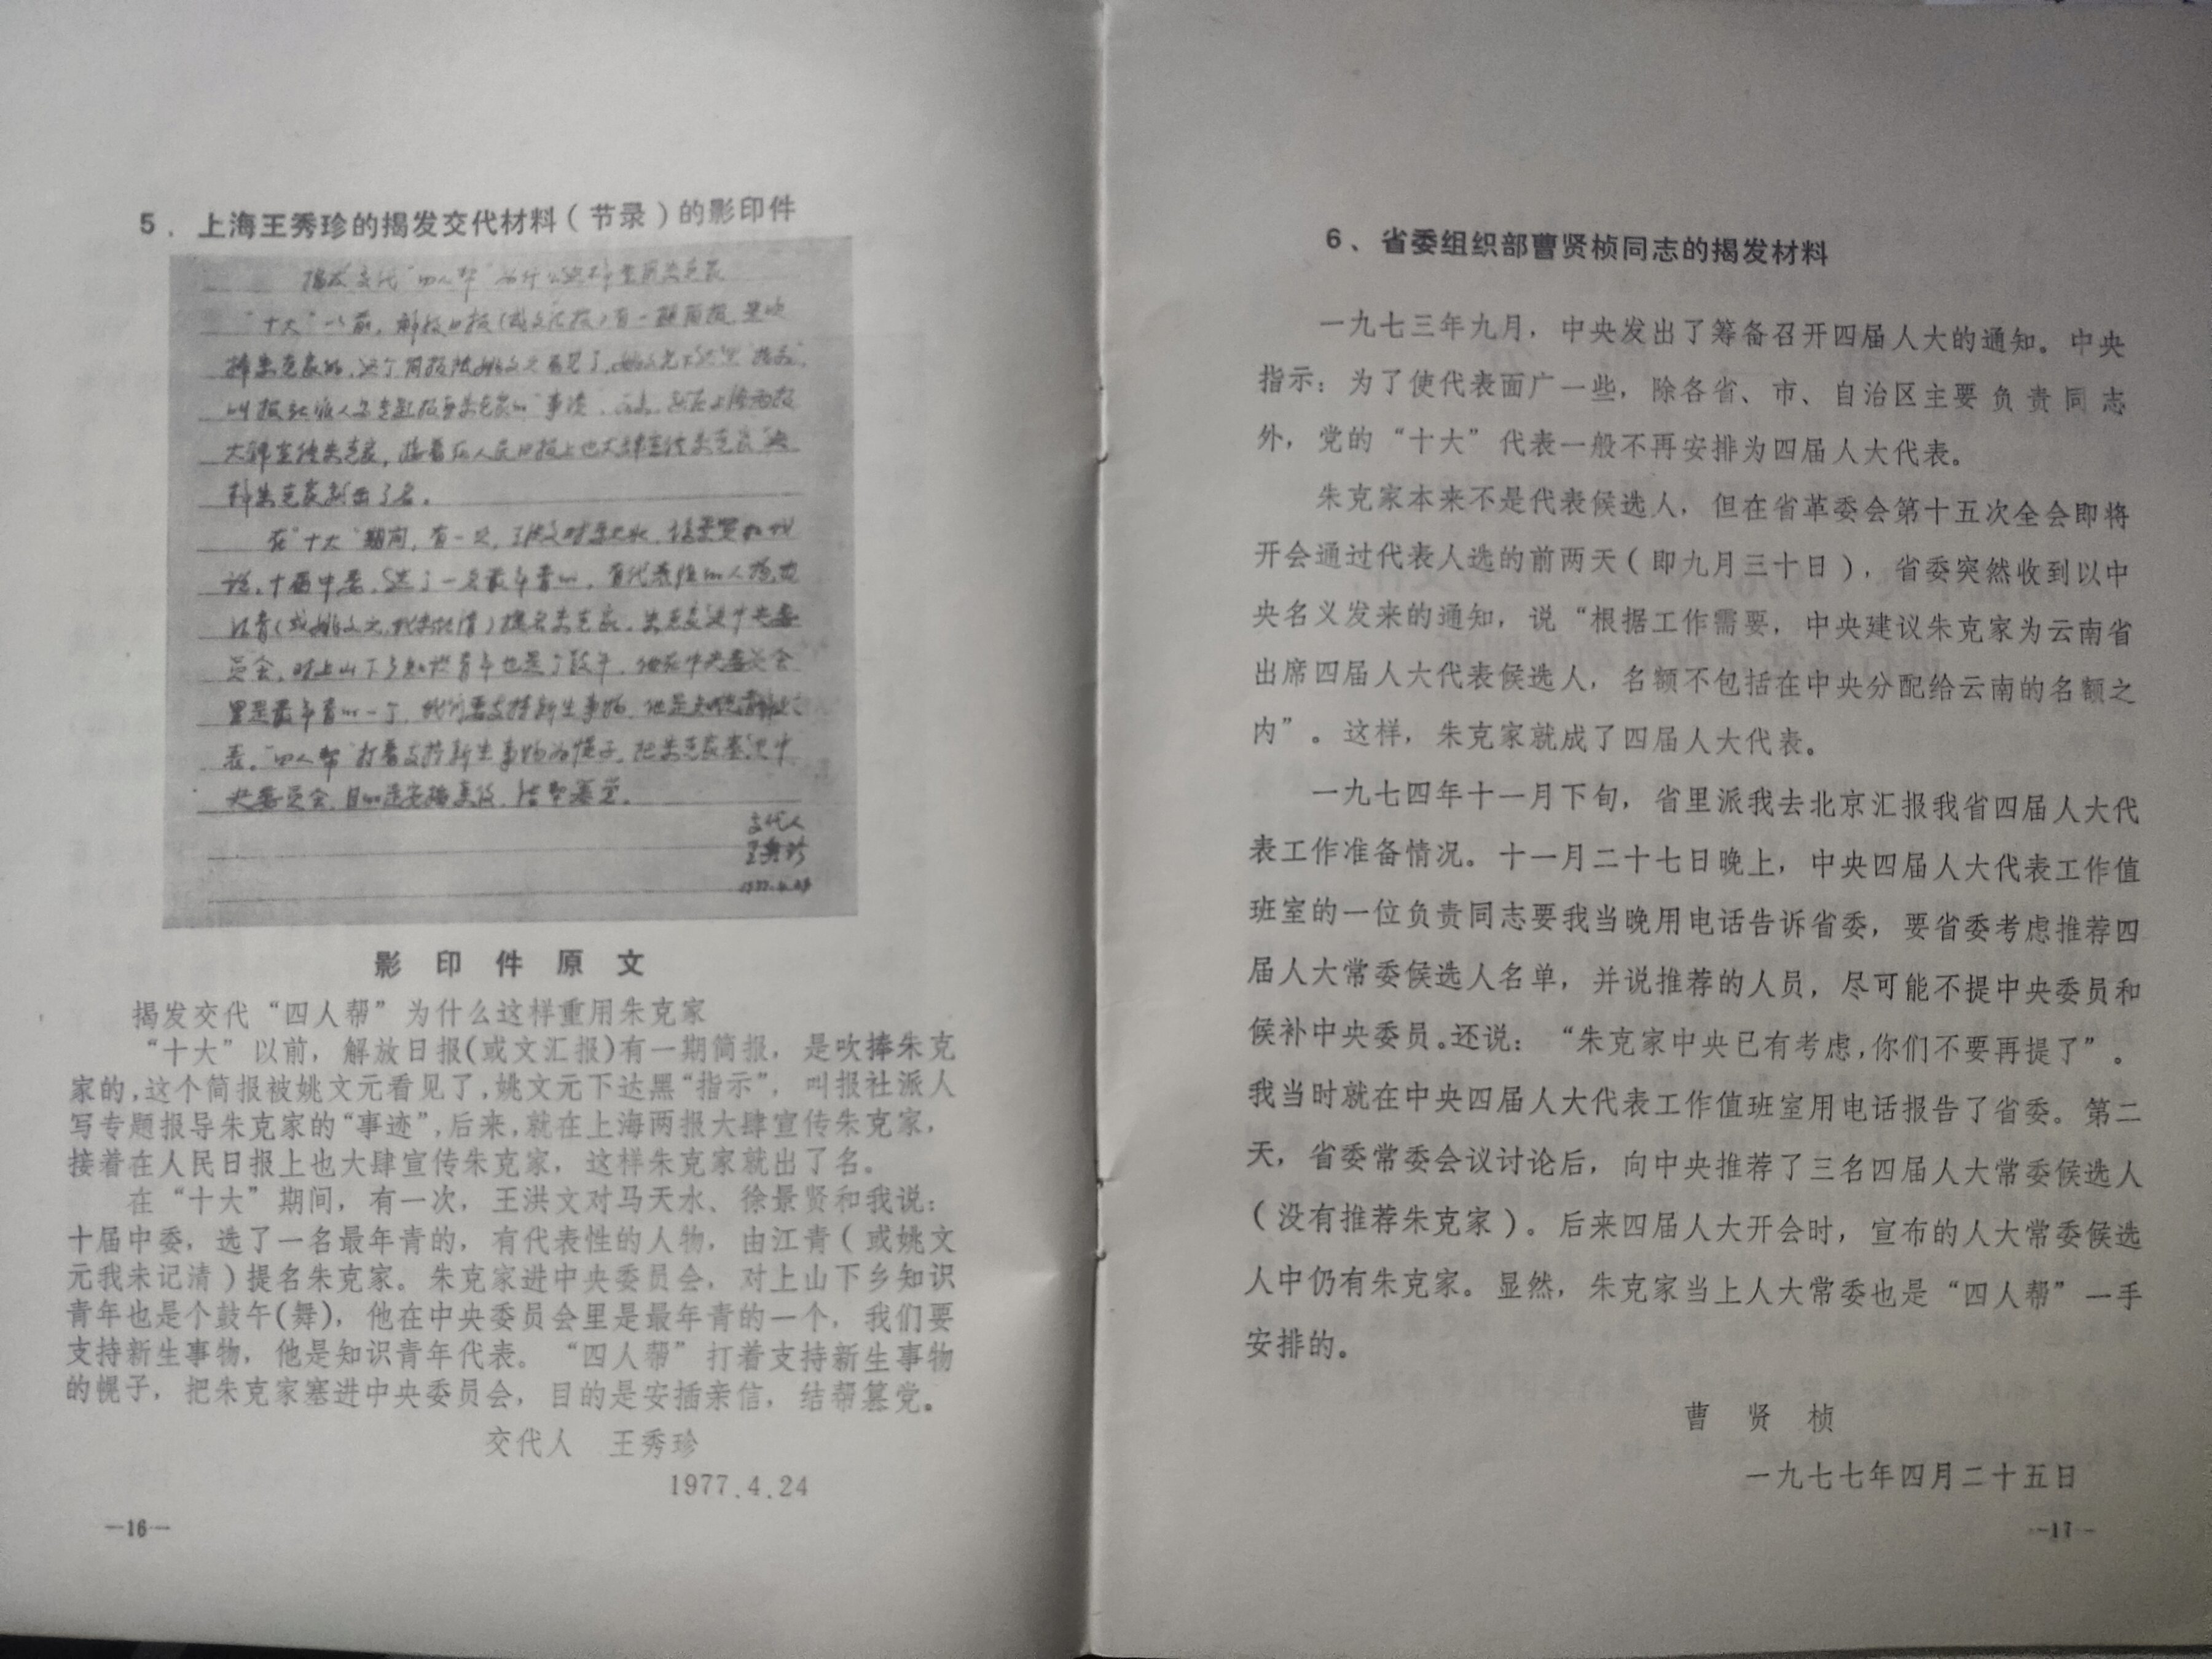 5．上海王秀珍的揭发交代材料（节录）的影印件
揭发交代“四人帮”为什么这样重用朱克家
“十大”以前，解放日报(或文汇报)有一期简报，是吹
捧朱克家的，这个简报被姚文元看见了，姚文元下达黑“指示”，
叫报社派人写专题报导朱克家的“事迹”，后来，就在上海两报
大肆宣传朱克家，接着在人民日报上也大肆宣传朱克家，这
样朱克家就出了名。
在“十大”期间，有一次，王洪文对马天水、徐景贤和我
说：十届中委，选了一名最年青的，有代表性的人物，由
江青(或姚文元，我未记清)提名朱克家。朱克家进中央委
员会，对上山下乡知识青年也是个鼓午，他在中央委员会
里是最年青的一个，我们要支持新生事物，他是知识青年代
表。“四人帮”打着支持新生事物的幌子，把朱克家塞进中
央委员会，目的是安插亲信，结帮篡党。
交代人
王秀珍
1977.4.24
影印件原文
揭发交代“四人帮”为什么这样重用朱克家
“十大”以前，解放日报(或文汇报)有一期简报，是吹捧朱克
家的，这个简报被姚文元看见了，姚文元下达黑“指示”，叫报社派人
写专题报导朱克家的“事迹”，后来，就在上海两报大肆宣传朱克家，
接着在人民日报上也大肆宣传朱克家，这样朱克家就出了名。
在“十大”期间，有一次，王洪文对马天水、徐景贤和我说：
十届中委，选了一名最年青的，有代表性的人物，由江青（或姚文
元我未记清）提名朱克家。朱克家进中央委员会，对上山下乡知识
青年也是个鼓午(舞)，他在中央委员会里是最年青的一个，我们要
支持新生事物，他是知识青年代表。“四人帮”打着支持新生事物
的幌子，把朱克家塞进中央委员会，目的是安插亲信，结帮篡党。
交代人 王秀珍
1977.4.24
—16—
6、省委组织部曹贤桢同志的揭发材料
一九七三年九月，中央发出了筹备召开四届人大的通知。中央
指示：为了使代表面广一些，除各省、市、自治区主要负责同志
外，党的“十大”代表一般不再安排为四届人大代表。
朱克家本来不是代表候选人，但在省革委会第十五次全会即将
开会通过代表人选的前两天（即九月三十日），省委突然收到以中
央名义发来的通知，说“根据工作需要，中央建议朱克家为云南省
出席四届人大代表候选人，名额不包括在中央分配给云南的名额之
内”。这样，朱克家就成了四届人大代表。
一九七四年十一月下旬，省里派我去北京汇报我省四届人大代
表工作准备情况。十一月二十七日晚上，中央四届人大代表工作值
班室的一位负责同志要我当晚用电话告诉省委，要省委考虑推荐四
届人大常委侯选人名单，并说推荐的人员，尽可能不提中央委员和
候补中央委员。还说：“朱克家中央已有考虑，你们不要再提了”。
我当时就在中央四届人大代表工作值班室用电话报告了省委。第二
天，省委常委会议讨论后，向中央推荐了三名四届人大常委候选人
（没有推荐朱克家）。后来四届人大开会时，宣布的人大常委候选
人中仍有朱克家。显然，朱克家当上人大常委也是“四人帮”一手
安排的。
曹贤桢
一九七七年四月二十五日
—17—